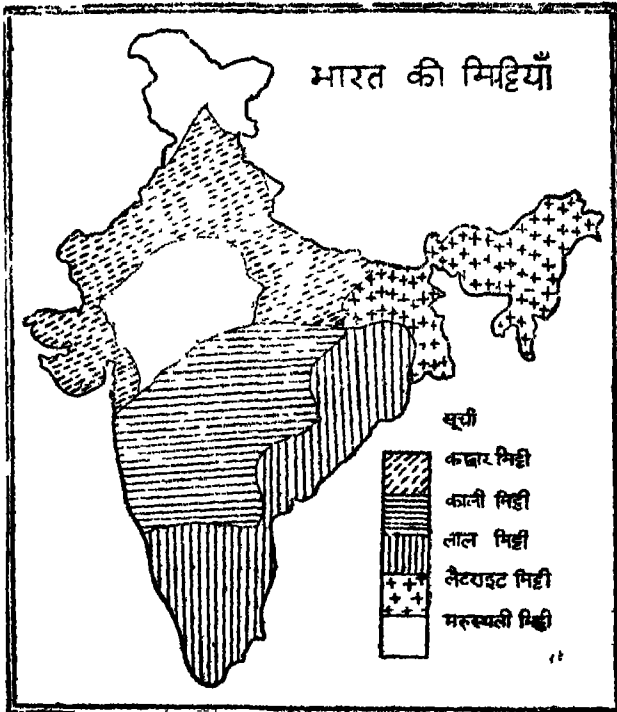 भारत की मिट्टियाँ
सूची
कछार मिट्टी
काली मिट्टी
लाल मिट्टी
लैटराइट मिट्टी
मरुस्थली मिट्टी